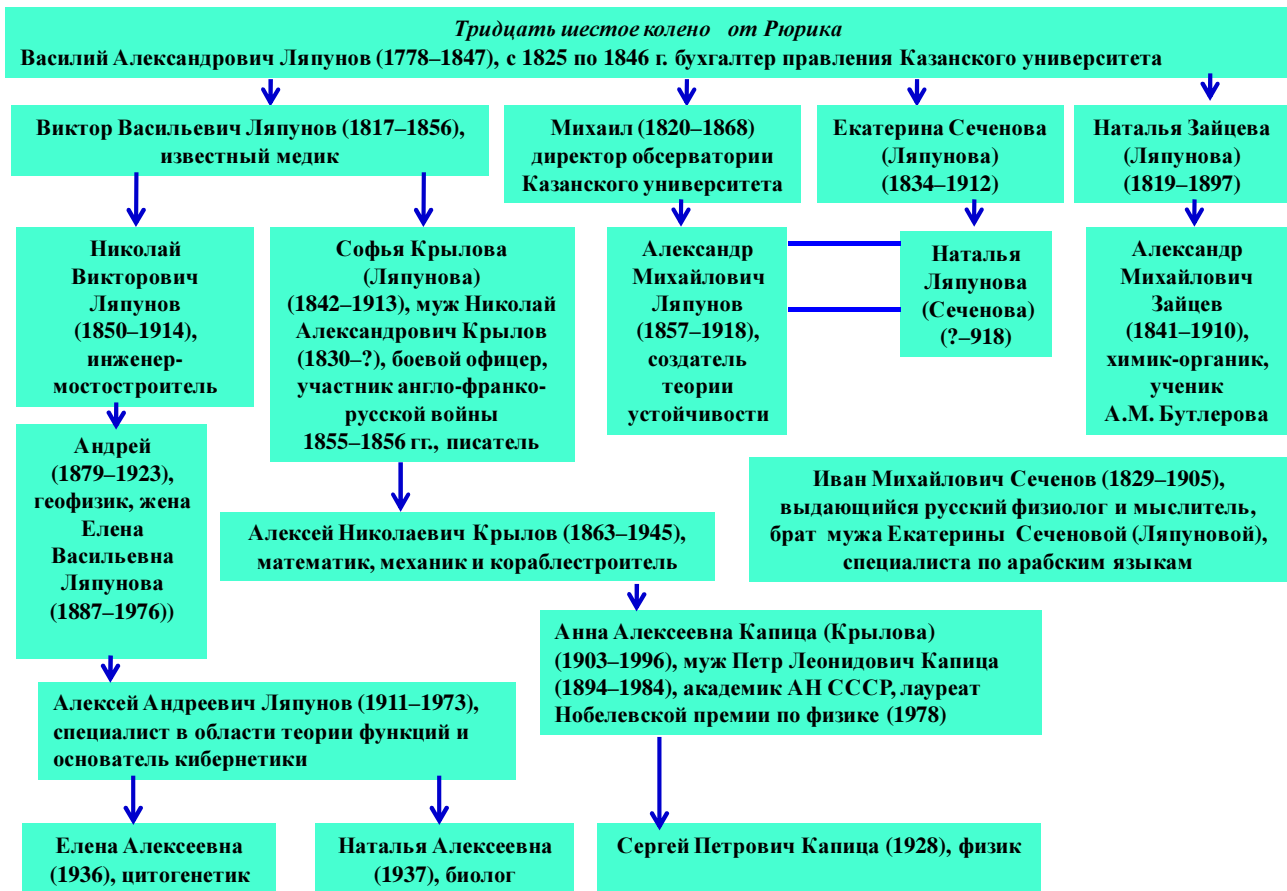 Тридцать шестое колено от Рюрика
Василий Александрович Ляпунов (1778–1847), с 1825 по 1846 г. бухгалтер правления Казанского университета
Виктор Васильевич Ляпунов (1817–1856),
известный медик
Михаил (1820–1868)
директор обсерватории
Казанского университета
Екатерина Сеченова
(Ляпунова)
(1834–1912)
Наталья Зайцева
(Ляпунова)
(1819–1897)
Николай
Викторович
Ляпунов
(1850–1914),
инженер-
мостостроитель
Софья Крылова
(Ляпунова)
(1842–1913), муж Николай
Александрович Крылов
(1830–?), боевой офицер,
участник англо-франко-
русской войны
1855–1856 гг., писатель
Александр
Михайлович
Ляпунов
(1857–1918),
создатель
теории
устойчивости
Наталья
Ляпунова
(Сеченова)
(?–918)
Александр
Михайлович
Зайцев
(1841–1910),
химик-органик,
ученик
А.М. Бутлерова
Андрей
(1879–1923),
геофизик, жена
Елена
Васильевна
Ляпунова
(1887–1976))
Алексей Николаевич Крылов (1863–1945),
математик, механик и кораблестроитель
Иван Михайлович Сеченов (1829–1905),
выдающийся русский физиолог и мыслитель,
брат мужа Екатерины Сеченовой (Ляпуновой),
специалиста по арабским языкам
Анна Алексеевна Капица (Крылова)
(1903–1996), муж Петр Леонидович Капица
(1894–1984), академик АН СССР, лауреат
Нобелевской премии по физике (1978)
Алексей Андреевич Ляпунов (1911–1973),
специалист в области теории функций и
основатель кибернетики
Елена Алексеевна
(1936), цитогенетик
Наталья Алексеевна
(1937), биолог
Сергей Петрович Капица (1928), физик